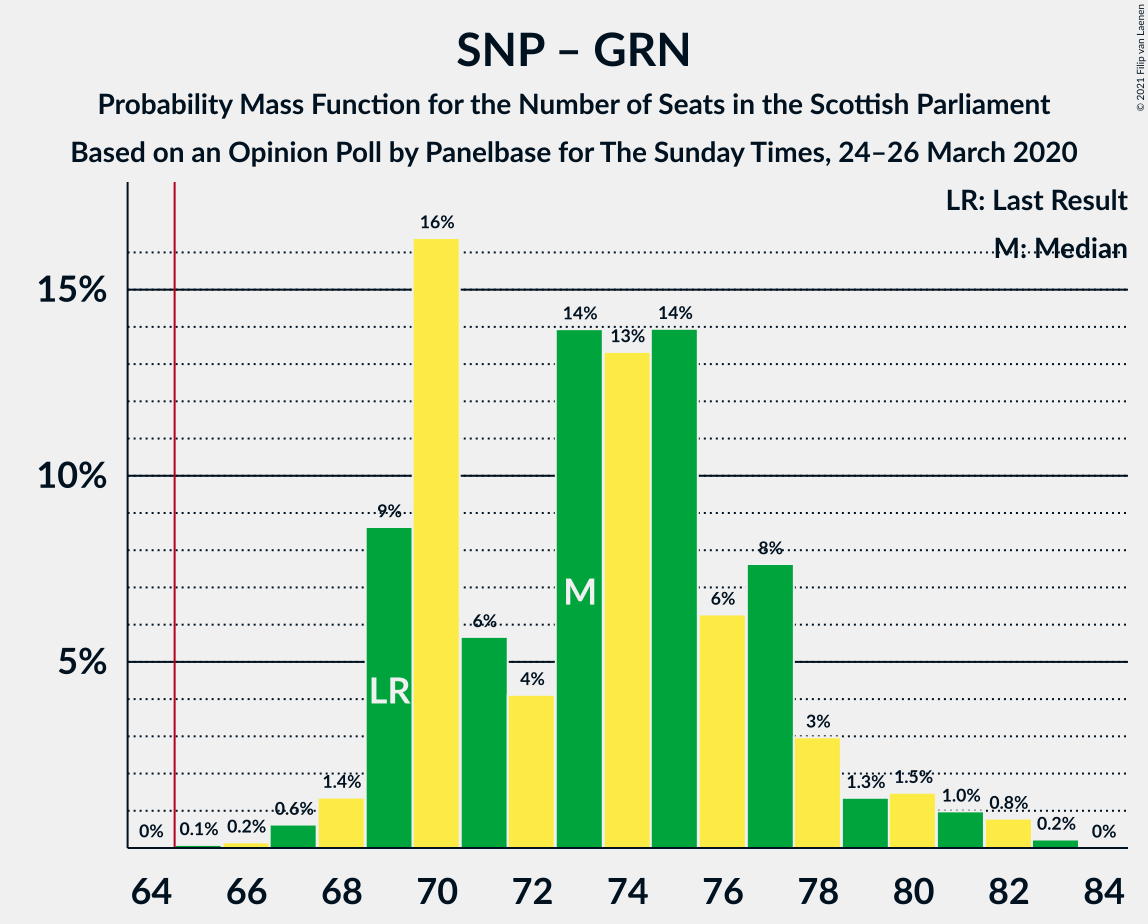 SNP – GRN
Probability Mass Function for the Number of Seats in the Scottish Parliament
Based on an Opinion Poll by Panelbase for The Sunday Times, 24–26 March 2020
© 2021 Filip van Laenen
LR: Last Result
M: Median
15%
10%
5%
0%
0.1%
0.2%
0.6%
1.4%
9%
16%
6%
4%
14%
13%
14%
6%
8%
3%
1.3%
1.5%
1.0%
0.8%
0.2%
0%
LR
M
64 66 68 70 72 74 76 78 80 82 84